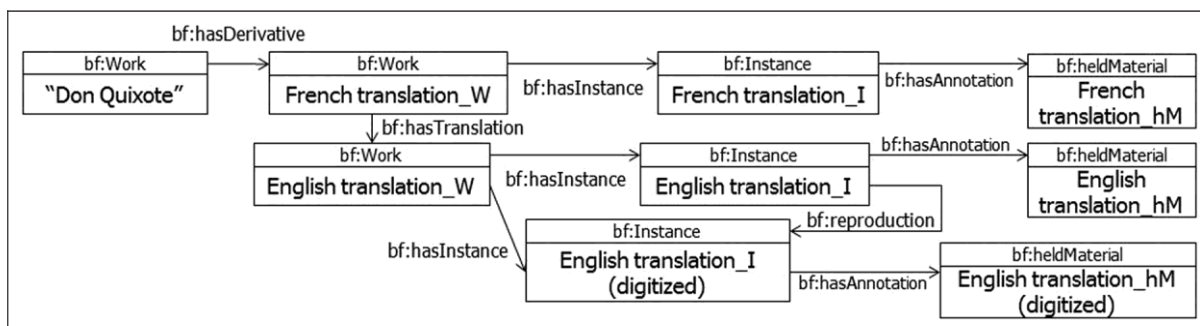 bf:hasDerivative
bf:Work
"Don Quixote"
bf:Work
French translation_W
bf:hasInstance
bf:Instance
French translation_I
bf:hasAnnotation
bf:heldMaterial
French
translation_hM
bf:hasTranslation
bf:Work
English translation_W
bf:hasInstance
bf:Instance
English translation_I
bf:hasAnnotation
bf:heldMaterial
English
translation_hM
bf:reproduction
bf:hasInstance
bf:Instance
English translation_I
(digitized)
bf:hasAnnotation
bf:heldMaterial
English translation_hM
(digitized)